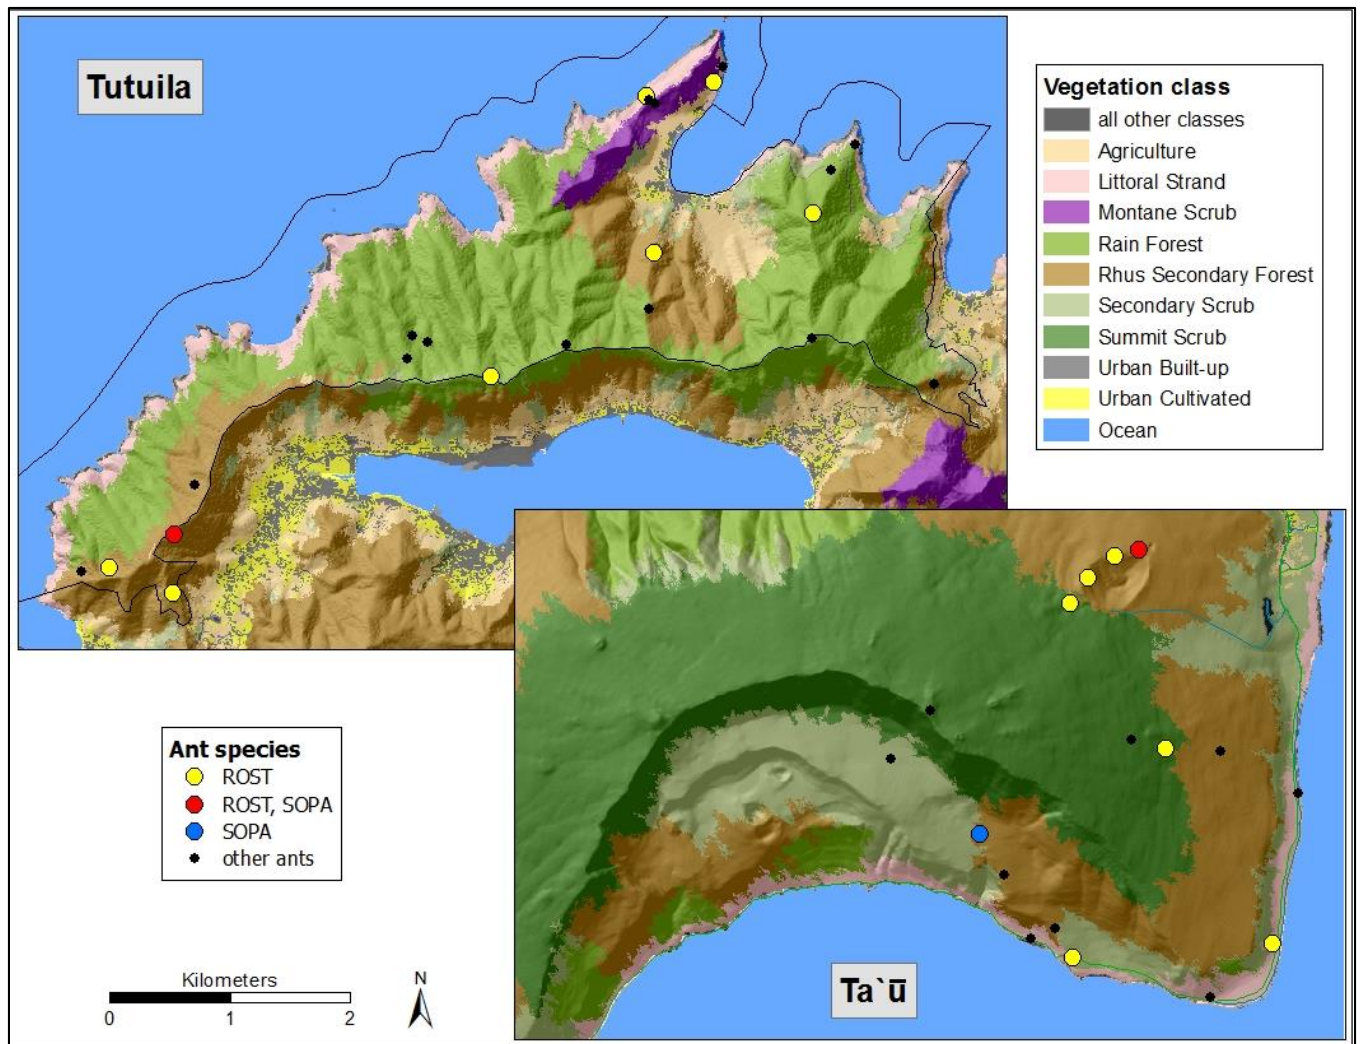 Tutuila
Vegetation class
all other classes
Agriculture
Littoral Strand
Montane Scrub
Rain Forest
Rhus Secondary Forest
Secondary Scrub
Summit Scrub
Urban Built-up
Urban Cultivated
Ocean
Ant species
ROST
ROST, SOPA
SOPA
other ants
Kilometers
0 1 2
N
Ta`ū